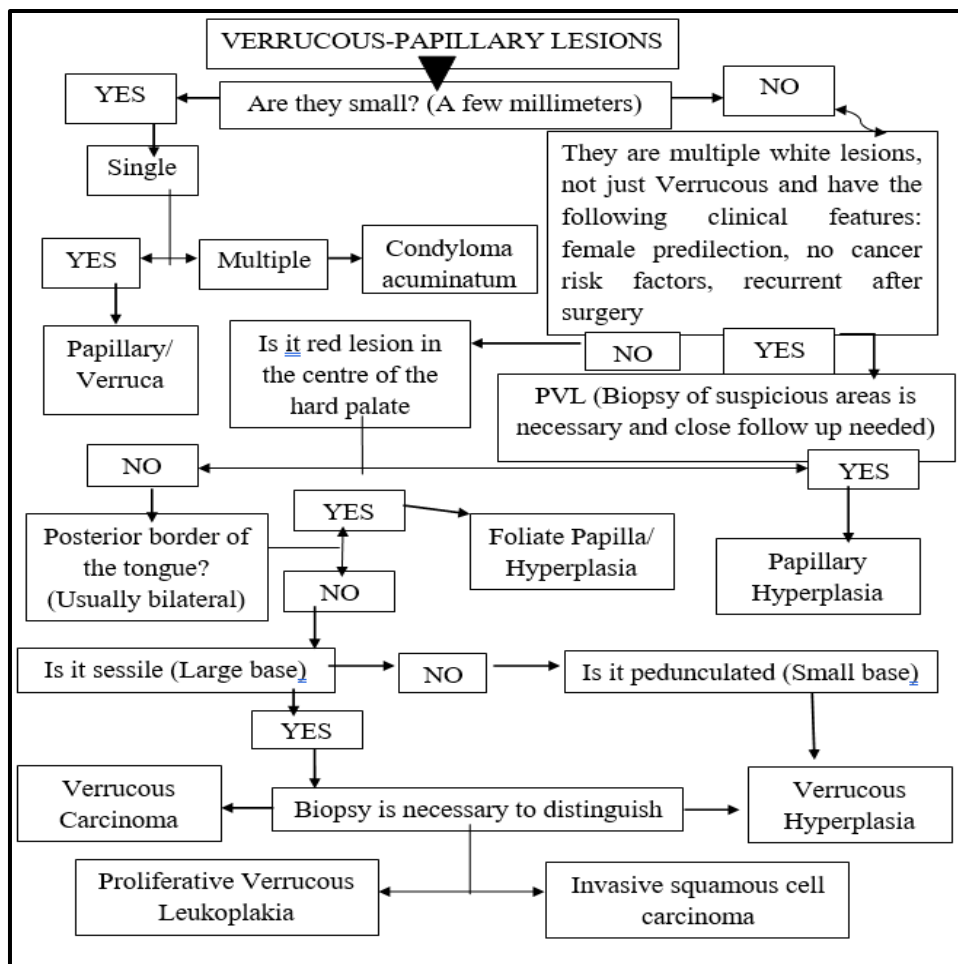 VERRUCOUS-PAPILLARY LESIONS
YES
Are they small? (A few millimeters)
NO
Single
They are multiple white lesions,
not just Verrucous and have the
following clinical features:
female predilection, no cancer
risk factors, recurrent after
surgery
YES
Multiple
Condyloma
acuminatum
Papillary/
Verruca
Is it red lesion in
the centre of the
hard palate
NO
YES
PVL (Biopsy of suspicious areas is
necessary and close follow up needed)
NO
YES
YES
Posterior border of
the tongue?
(Usually bilateral)
Foliate Papilla/
Hyperplasia
Papillary
Hyperplasia
NO
Is it sessile (Large base)
NO
Is it pedunculated (Small base)
YES
Verrucous
Carcinoma
Biopsy is necessary to distinguish
Verrucous
Hyperplasia
Proliferative Verrucous
Leukoplakia
Invasive squamous cell
carcinoma